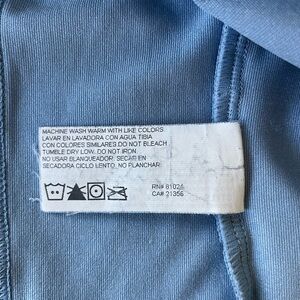 MACHINE WASH WARM WITH LIKE COLORS
LAVAR EN LAVADORA CON AGUA TIBIA
CON COLORES SIMILARES DO NOT BLEACH
TUMBLE DRY LOW. DO NOT IRON.
NO USAR BLANQUEADOR. SECAR EN
SECADORA CICLO LENTO. NO PLANCHAR.
RN# 81024
CA# 21356